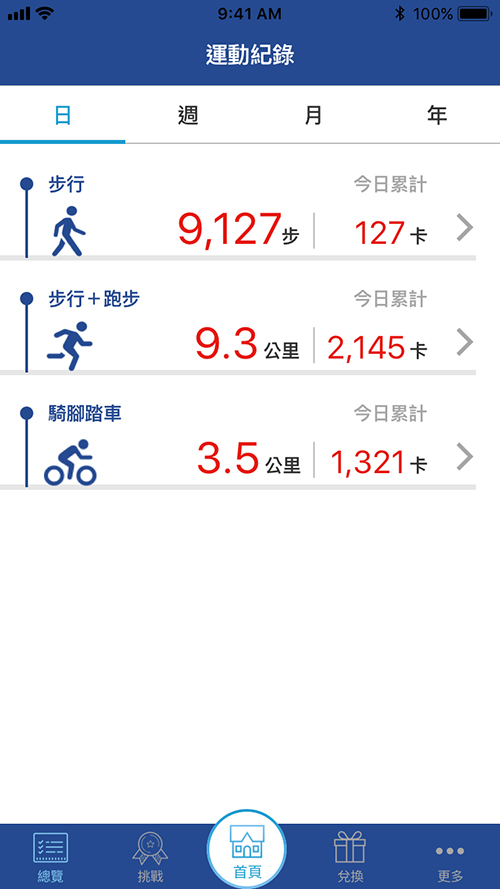 9:41 AM 100%
運動紀錄
日 週 月 年
步行 今日累計
9,127步 127卡
步行＋跑步 今日累計
9.3公里 2,145卡
騎腳踏車 今日累計
3.5公里 1,321卡
總覽 挑戰 首頁 兌換 更多